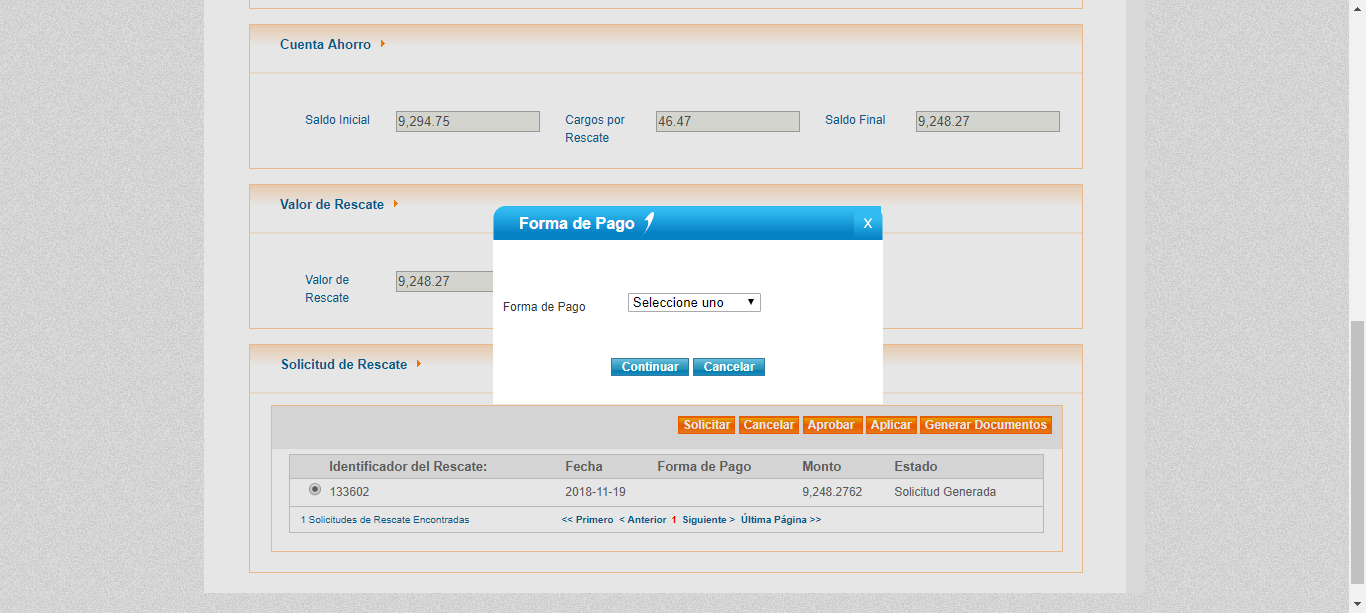 Cuenta Ahorro
Saldo Inicial 9,294.75 Cargos por Rescate 46.47 Saldo Final 9,248.27
Valor de Rescate
Valor de Rescate 9,248.27
Forma de Pago X
Forma de Pago Seleccione uno
Continuar Cancelar
Solicitud de Rescate
Solicitar Cancelar Aprobar Aplicar Generar Documentos
Identificador del Rescate: Fecha Forma de Pago Monto Estado
133602 2018-11-19 9,248.2762 Solicitud Generada
1 Solicitudes de Rescate Encontradas << Primero < Anterior 1 Siguiente > Última Página >>